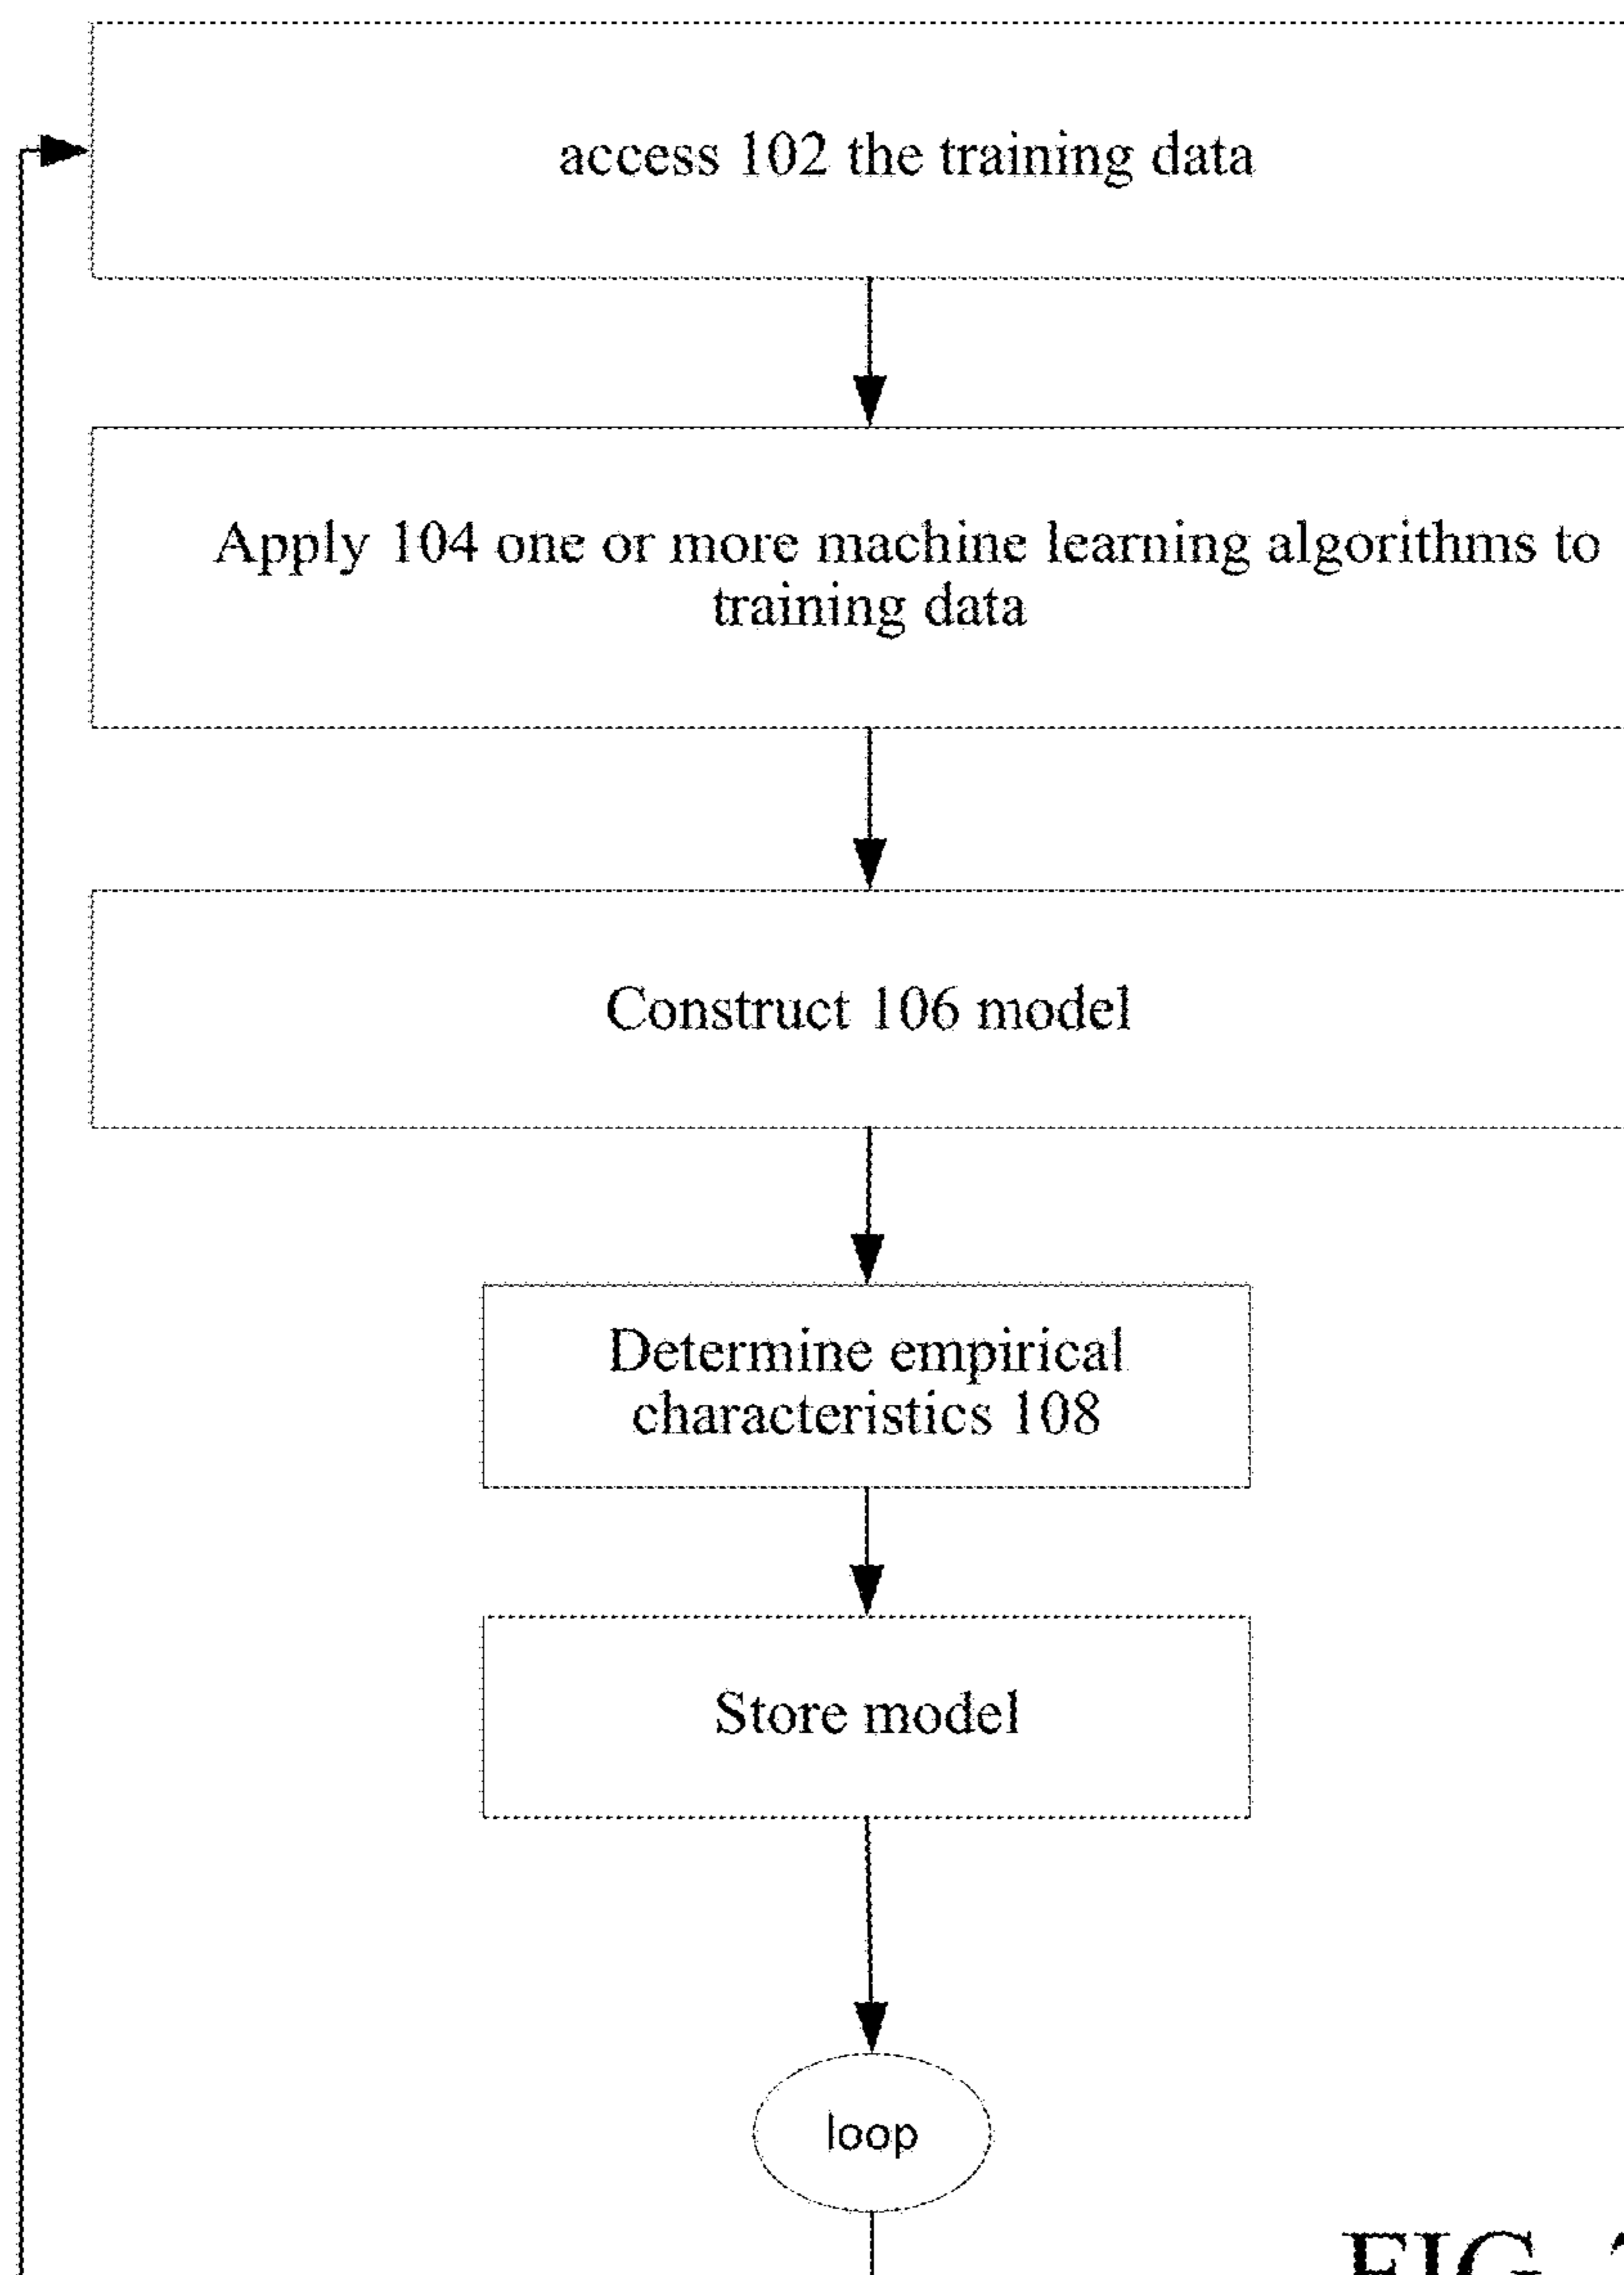 access 102 the training data
Apply 104 one or more machine learning algorithms to
training data
Construct 106 model
Determine empirical
characteristics 108
Store model
loop
FIG.